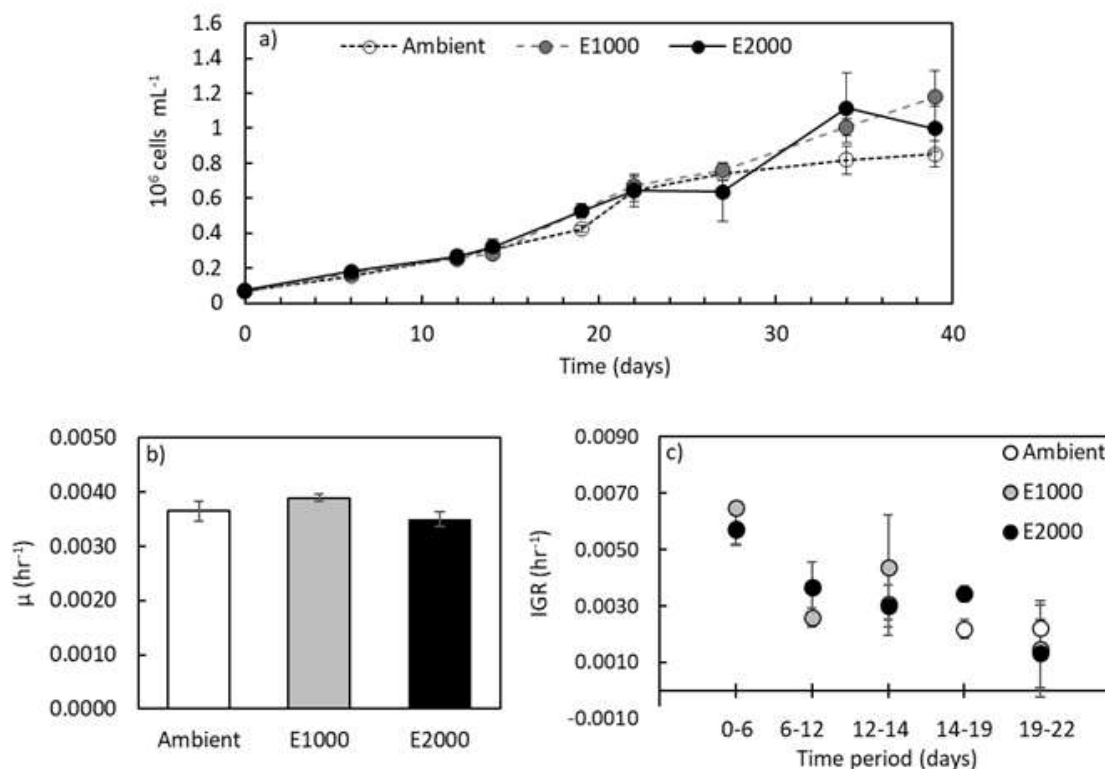 a)
Ambient E1000 E2000
1.6
1.4
1.2
1
0.8
0.6
0.4
0.2
0
10⁶ cells mL⁻¹
0 10 20 30 40
Time (days)
b)
0.0050
0.0040
0.0030
0.0020
0.0010
0.0000
µ (hr⁻¹)
Ambient E1000 E2000
c)
Ambient
E1000
E2000
0.0090
0.0070
0.0050
0.0030
0.0010
-0.0010
IGR (hr⁻¹)
0-6 6-12 12-14 14-19 19-22
Time period (days)